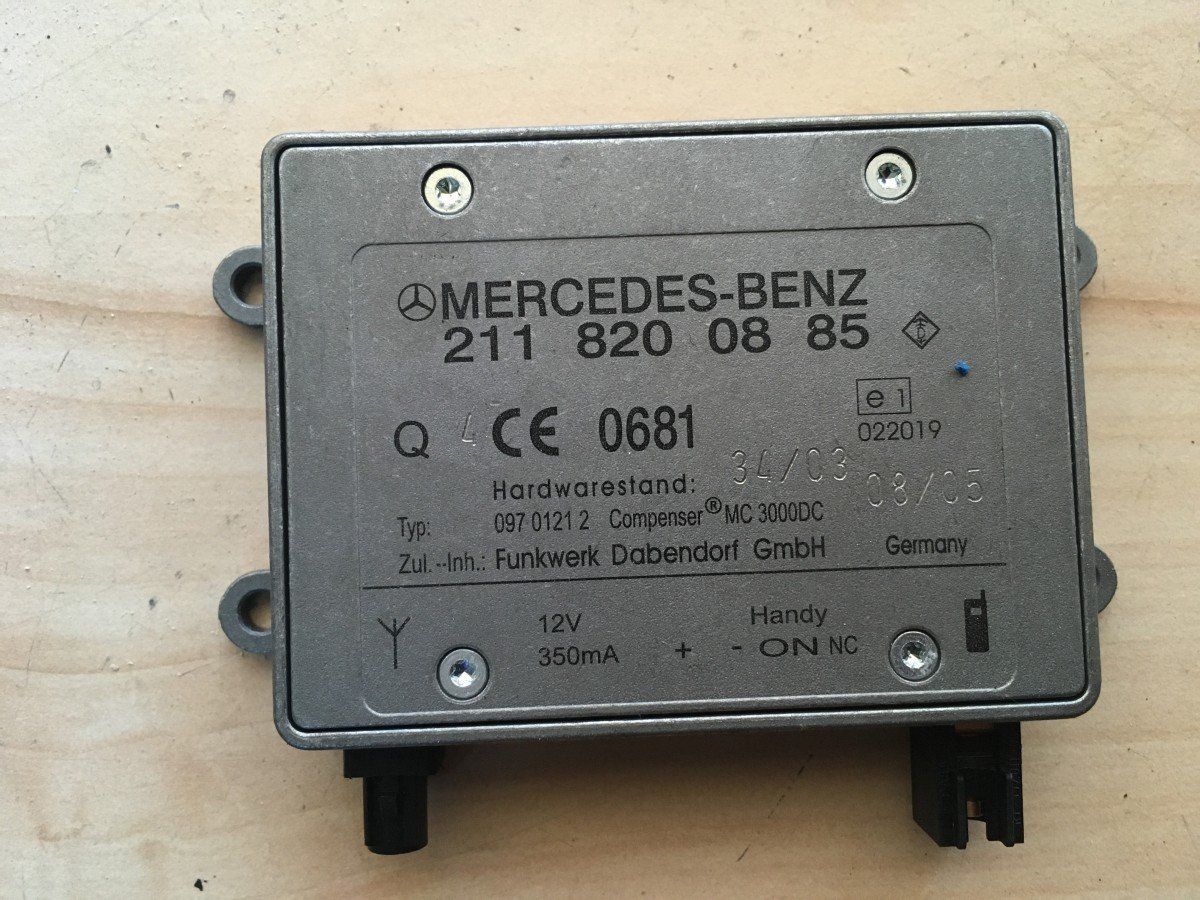 MERCEDES-BENZ
211 820 08 85
Q 4 CE 0681
e1
022019
Hardwarestand: 34/03 08/05
Typ: 097 0121 2 Compenser® MC 3000DC
Zul.-Inh.: Funkwerk Dabendorf GmbH Germany
12V Handy
350mA + - ON NC